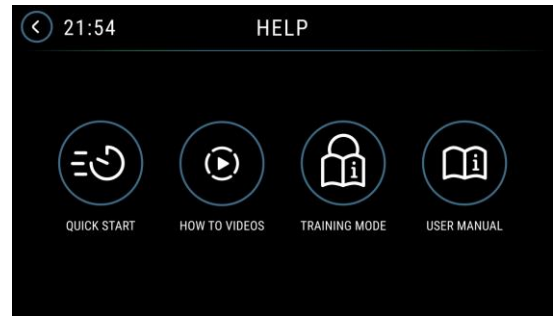 21:54
HELP
QUICK START
HOW TO VIDEOS
TRAINING MODE
USER MANUAL